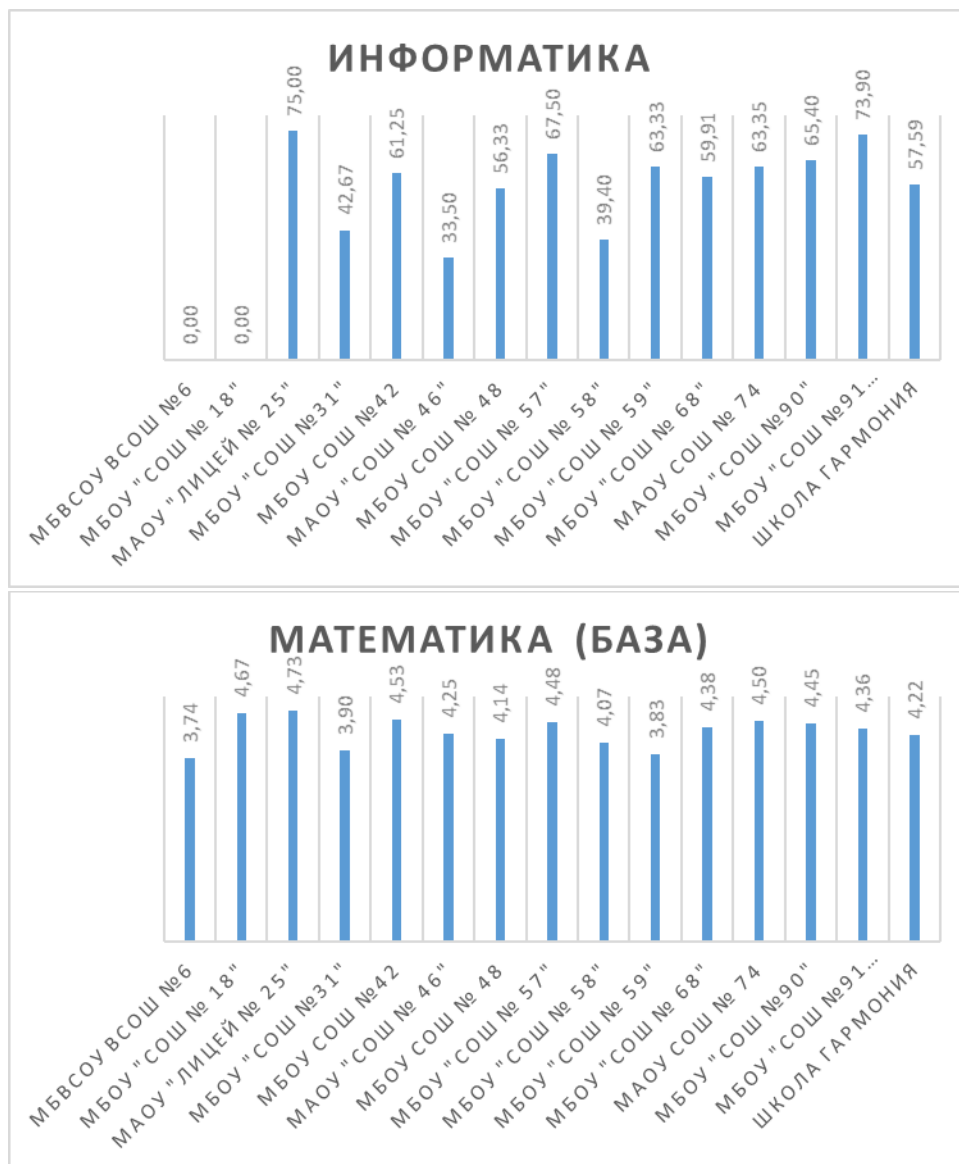 ИНФОРМАТИКА
0,00
0,00
75,00
42,67
61,25
33,50
56,33
67,50
39,40
63,33
59,91
63,35
65,40
73,90
57,59
МБВСОУ ВСОШ №6
МБОУ "СОШ № 18"
МАОУ "ЛИЦЕЙ № 25"
МБОУ "СОШ №31"
МБОУ СОШ №42
МАОУ "СОШ № 46"
МБОУ СОШ № 48
МБОУ "СОШ № 57"
МБОУ "СОШ № 58"
МБОУ "СОШ № 59"
МБОУ "СОШ № 68"
МАОУ СОШ № 74
МБОУ "СОШ №90"
МБОУ "СОШ №91...
ШКОЛА ГАРМОНИЯ
МАТЕМАТИКА (БАЗА)
3,74
4,67
4,73
3,90
4,53
4,25
4,14
4,48
4,07
3,83
4,38
4,50
4,45
4,36
4,22
МБВСОУ ВСОШ №6
МБОУ "СОШ № 18"
МАОУ "ЛИЦЕЙ № 25"
МБОУ "СОШ №31"
МБОУ СОШ №42
МАОУ "СОШ № 46"
МБОУ СОШ № 48
МБОУ "СОШ № 57"
МБОУ "СОШ № 58"
МБОУ "СОШ № 59"
МБОУ "СОШ № 68"
МАОУ СОШ № 74
МБОУ "СОШ №90"
МБОУ "СОШ №91...
ШКОЛА ГАРМОНИЯ